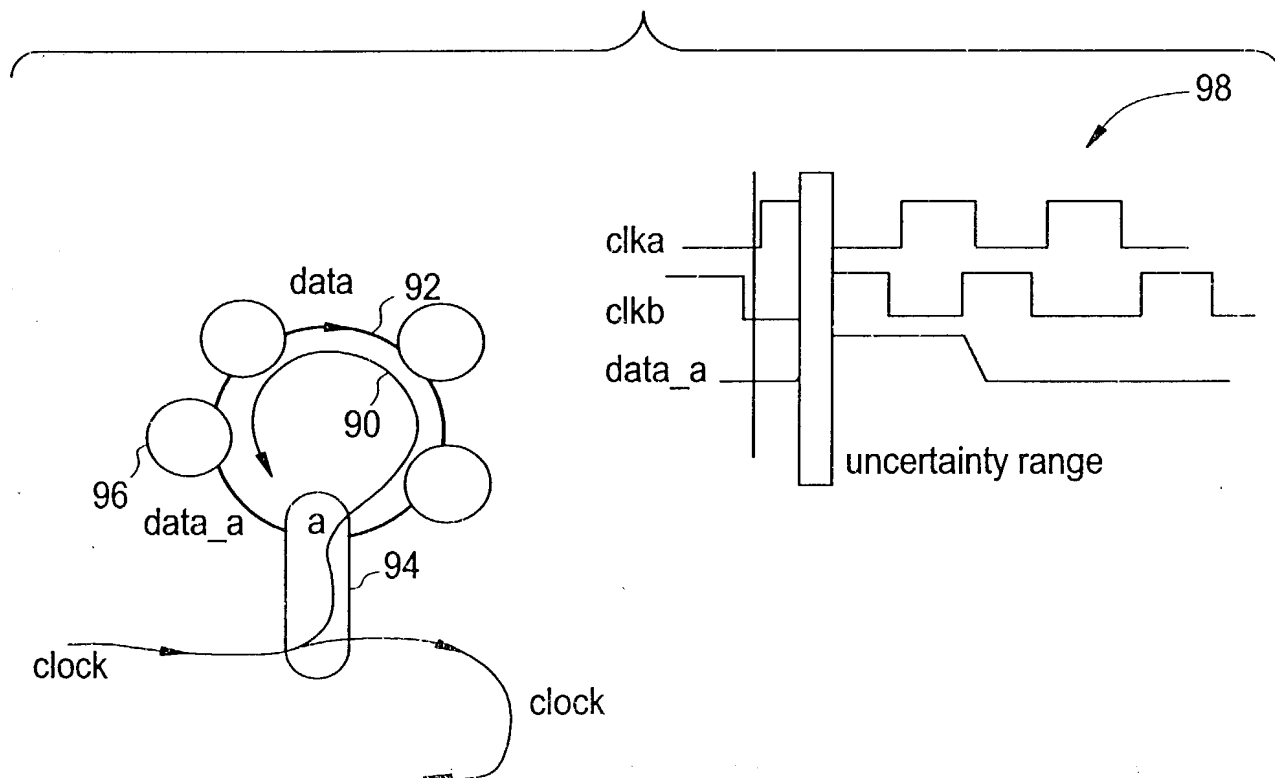 98
clka
data
92
clkb
data_a
90
uncertainty range
96
data_a
a
94
clock
clock